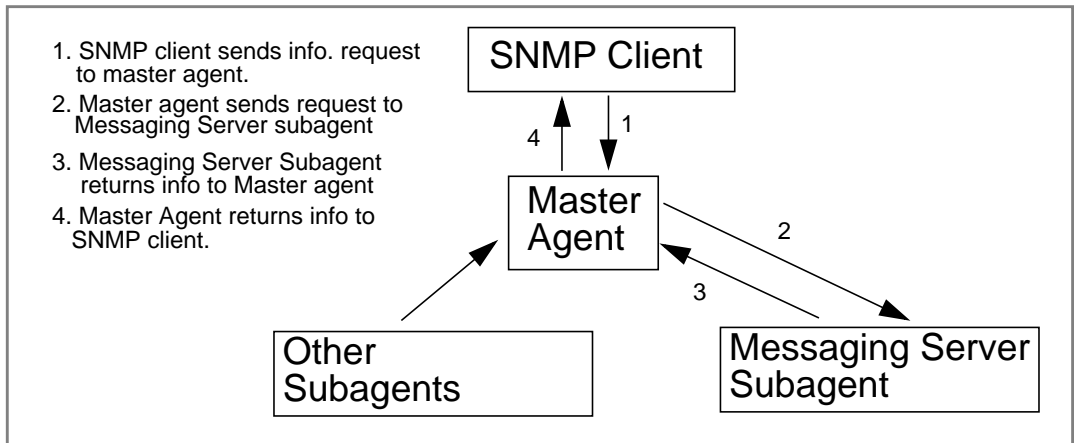 1. SNMP client sends info. request
to master agent.
2. Master agent sends request to
Messaging Server subagent
3. Messaging Server Subagent
returns info to Master agent
4. Master Agent returns info to
SNMP client.
SNMP Client
4
1
Master
Agent
2
3
Other
Subagents
Messaging Server
Subagent